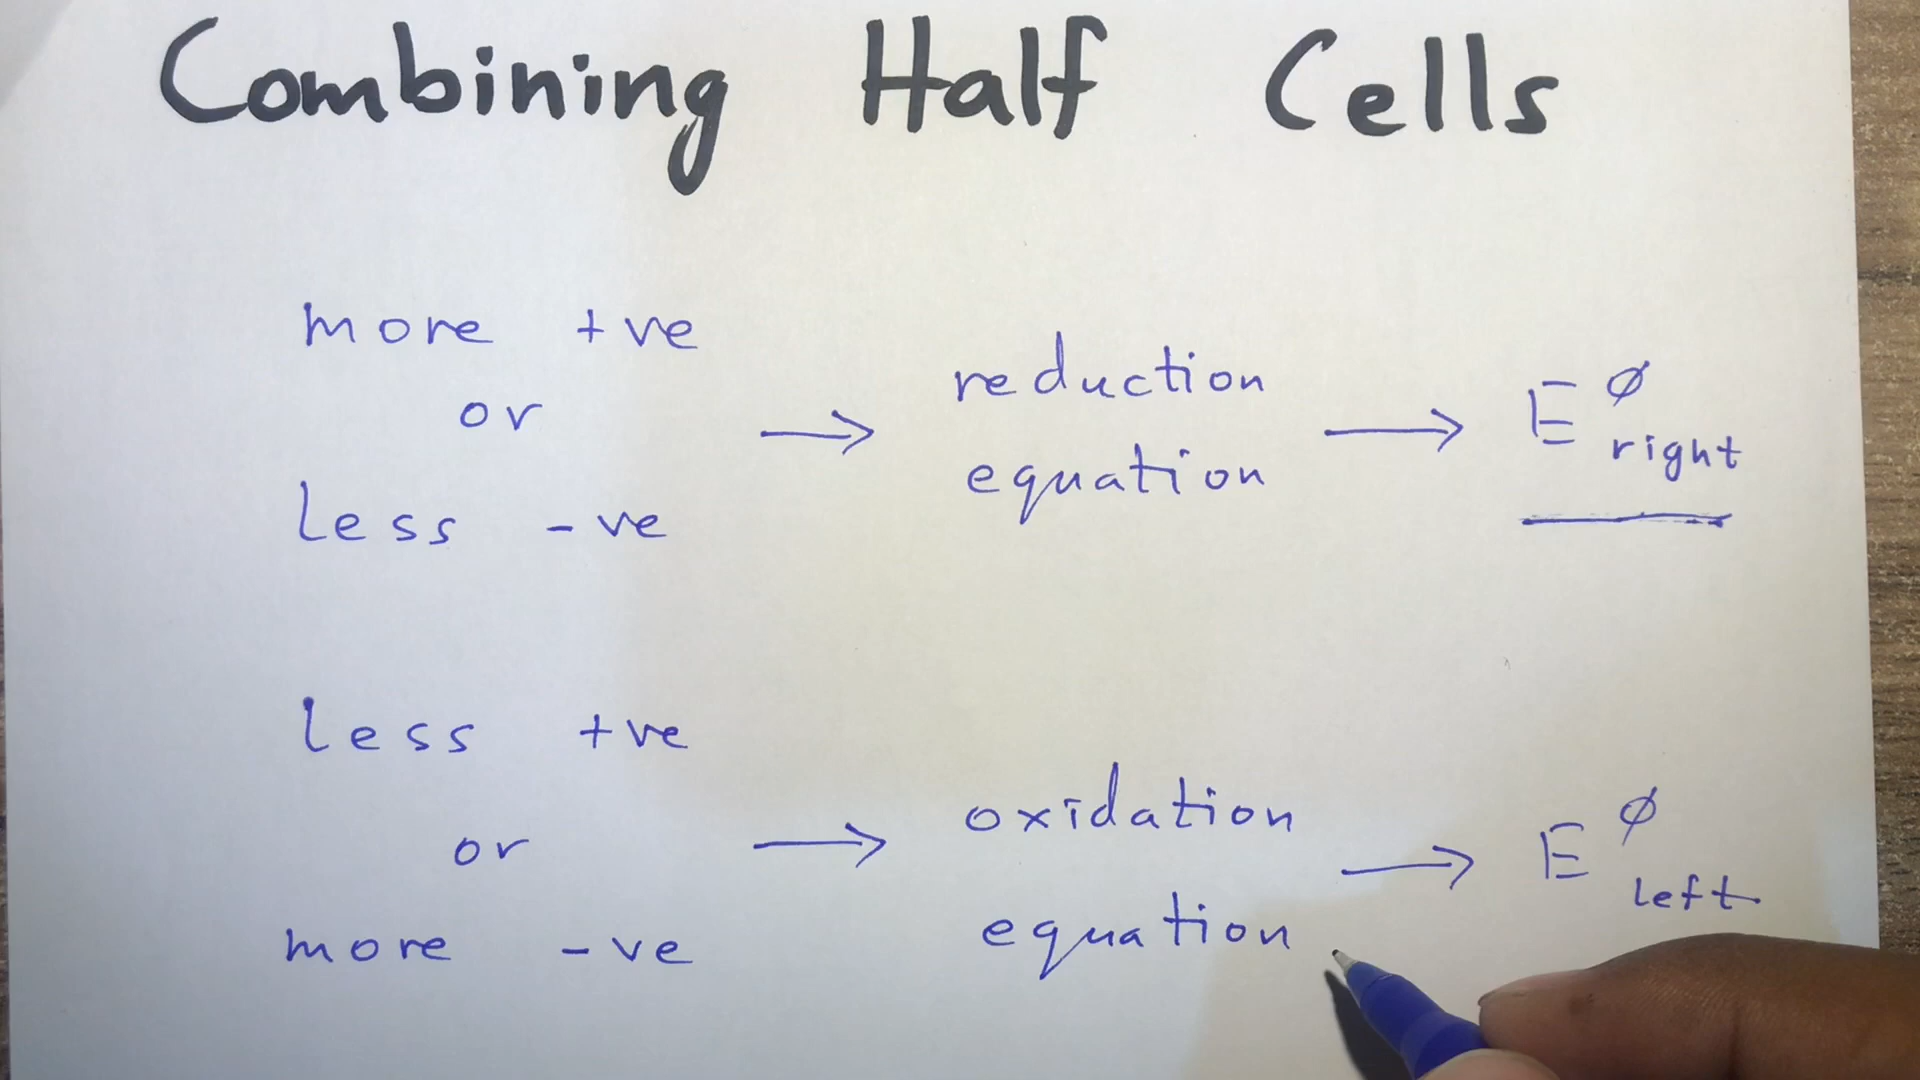 Combining Half Cells
more +ve
or
less -ve
→
reduction
equation
→
E^ø right
less +ve
or
more -ve
→
oxidation
equation
→
E^ø left